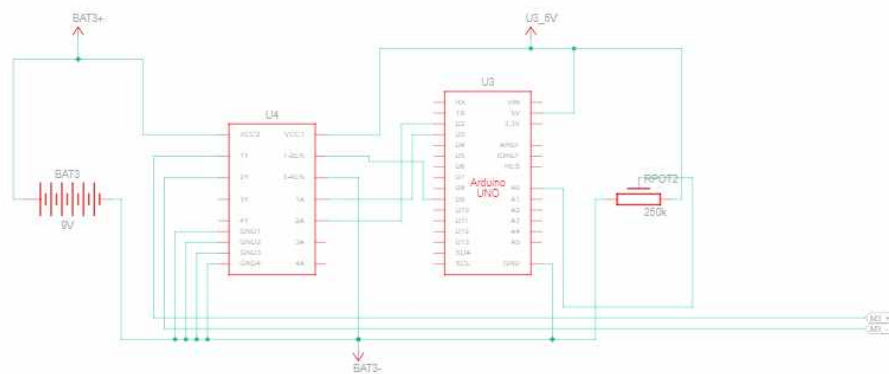 BAT3+
U3_5V
U4
U3
VCC2
VCC1
1Y
1-2EN
2Y
3-4EN
3Y
1A
4Y
2A
GND1
GND2
3A
GND3
GND4
4A
RX
VIN
TX
5V
D2
3.3V
D3
D4
AREF
D5
IOREF
D6
RES
D7
Arduino
UNO
D8
A0
D9
A1
D10
A2
D11
A3
D12
A4
D13
A5
SDA
SCL
GND
BAT3
9V
RPOT2
250k
M3_+
M3_-
BAT3-